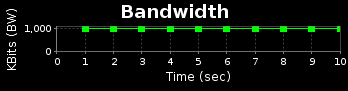 Bandwidth
KBits (BW)
1,000
0
0 1 2 3 4 5 6 7 8 9 10
Time (sec)